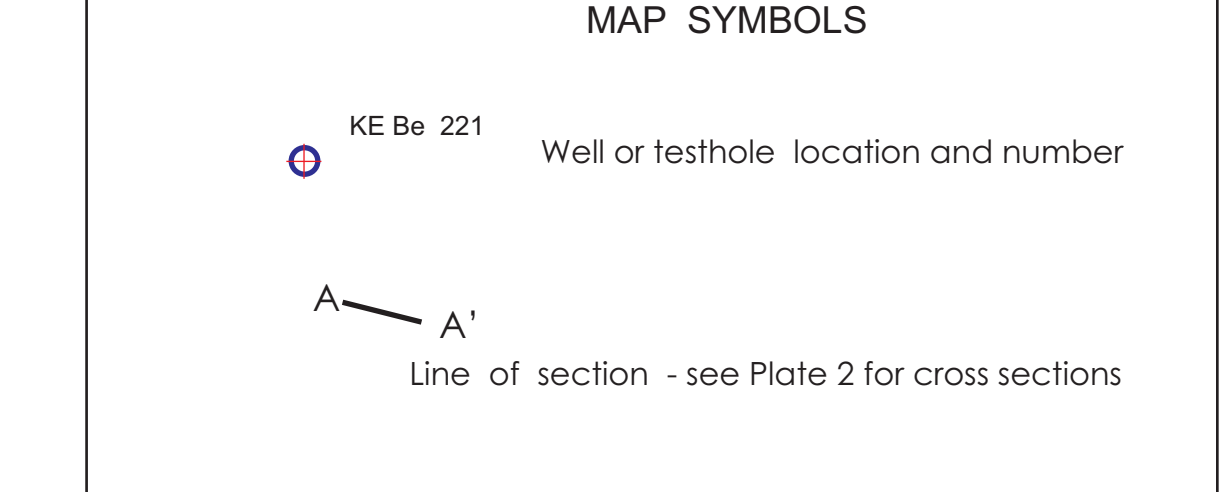 MAP SYMBOLS
KE Be 221
Well or testhole location and number
A
A'
Line of section - see Plate 2 for cross sections